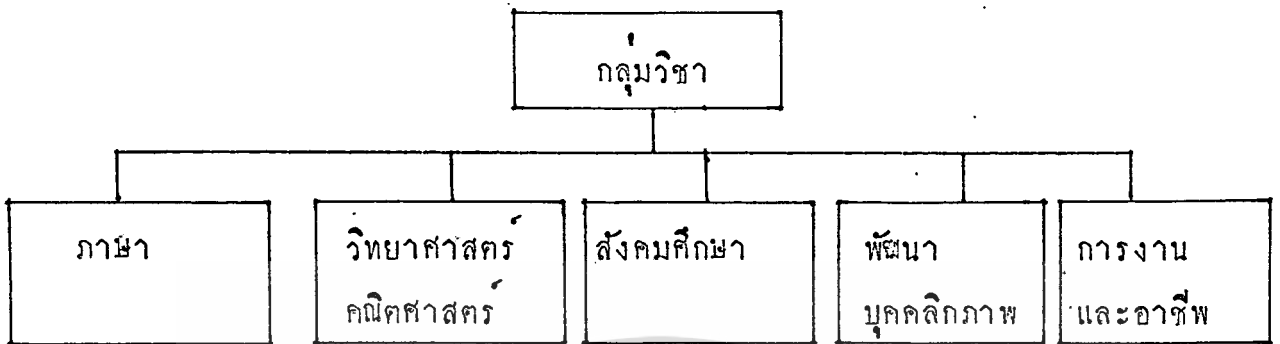 กลุ่มวิชา
ภาษา
วิทยาศาสตร์
คณิตศาสตร์
สังคมศึกษา
พัฒนา
บุคคลิกภาพ
การงาน
และอาชีพ